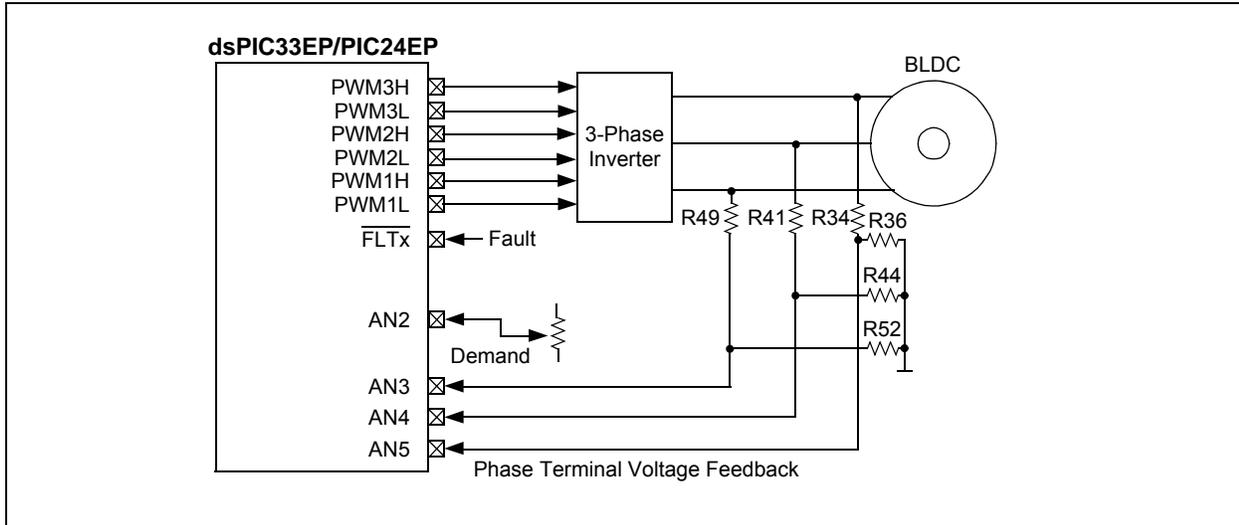 dsPIC33EP/PIC24EP
BLDC
PWM3H
PWM3L
PWM2H
PWM2L
PWM1H
PWM1L
3-Phase
Inverter
R49
R41
R34
R36
FLTx
Fault
R44
AN2
Demand
R52
AN3
AN4
AN5
Phase Terminal Voltage Feedback